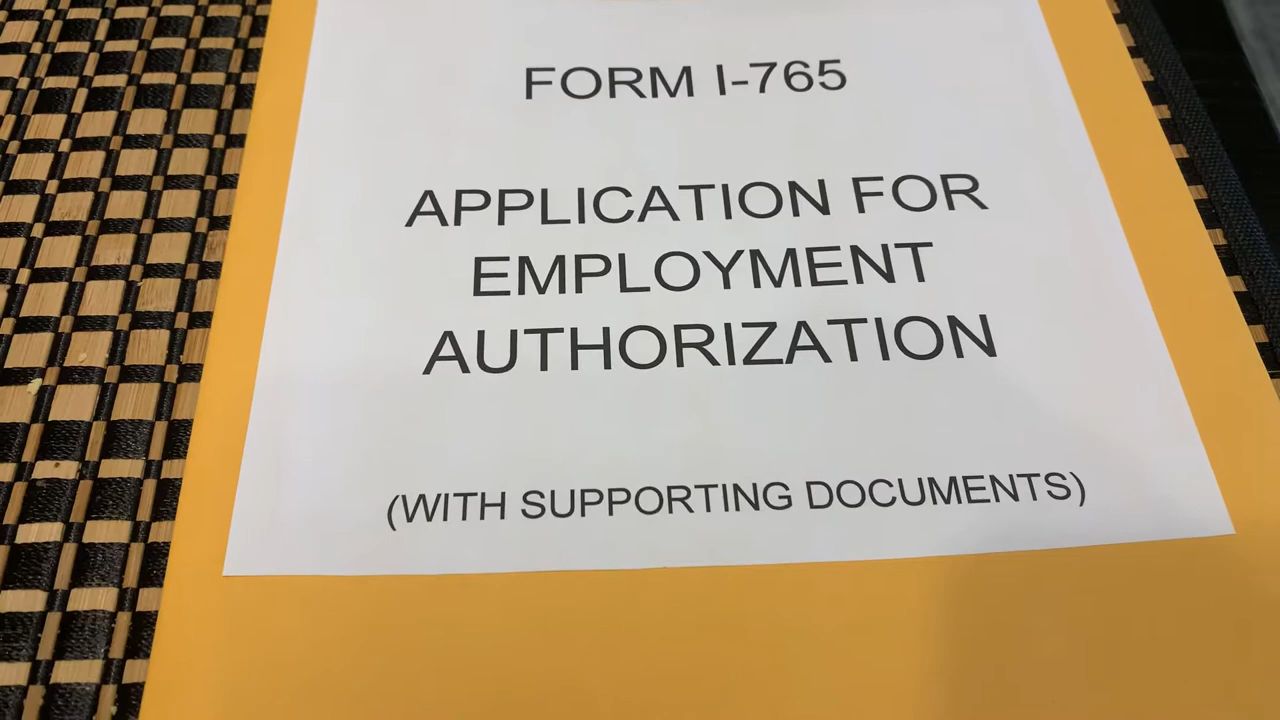 FORM I-765
APPLICATION FOR
EMPLOYMENT
AUTHORIZATION
(WITH SUPPORTING DOCUMENTS)